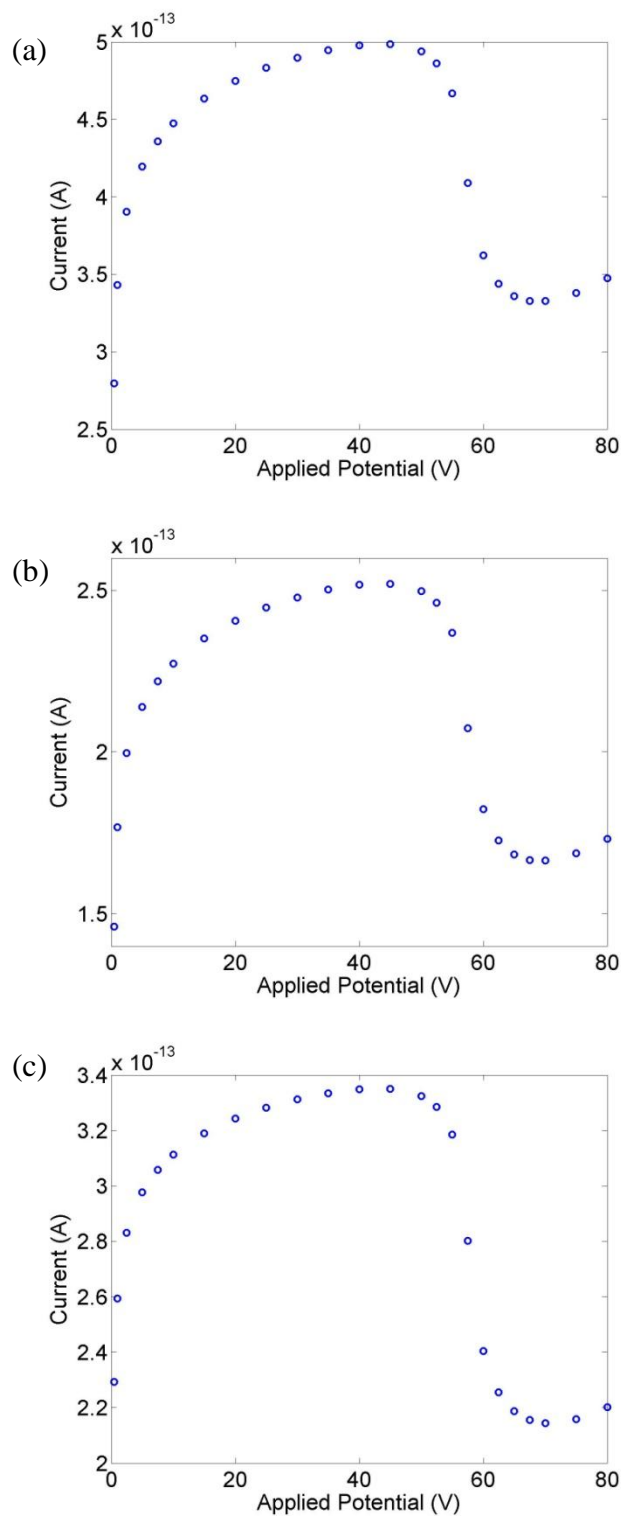 (a)
x 10-13
5
4.5
4
3.5
3
2.5
Current (A)
0 20 40 60 80
Applied Potential (V)
(b)
x 10-13
2.5
2
1.5
Current (A)
0 20 40 60 80
Applied Potential (V)
(c)
x 10-13
3.4
3.2
3
2.8
2.6
2.4
2.2
2
Current (A)
0 20 40 60 80
Applied Potential (V)